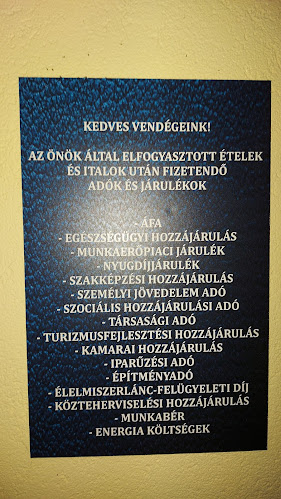 KEDVES VENDÉGEINK!
AZ ÖNÖK ÁLTAL ELFOGYASZTOTT ÉTELEK
ÉS ITALOK UTÁN FIZETENDŐ
ADÓK ÉS JÁRULÉKOK
- ÁFA
- EGÉSZSÉGÜGYI HOZZÁJÁRULÁS
- MUNKAERŐPIACI JÁRULÉK
- NYUGDÍJJÁRULÉK
- SZAKKÉPZÉSI HOZZÁJÁRULÁS
- SZEMÉLYI JÖVEDELEM ADÓ
- SZOCIÁLIS HOZZÁJÁRULÁSI ADÓ
- TÁRSASÁGI ADÓ
- TURIZMUSFEJLESZTÉSI HOZZÁJÁRULÁS
- KAMARAI HOZZÁJÁRULÁS
- IPARŰZÉSI ADÓ
- ÉPÍTMÉNYADÓ
- ÉLELMISZERLÁNC-FELÜGYELETI DÍJ
- KÖZTEHERVISELÉSI HOZZÁJÁRULÁS
- MUNKABÉR
- ENERGIA KÖLTSÉGEK